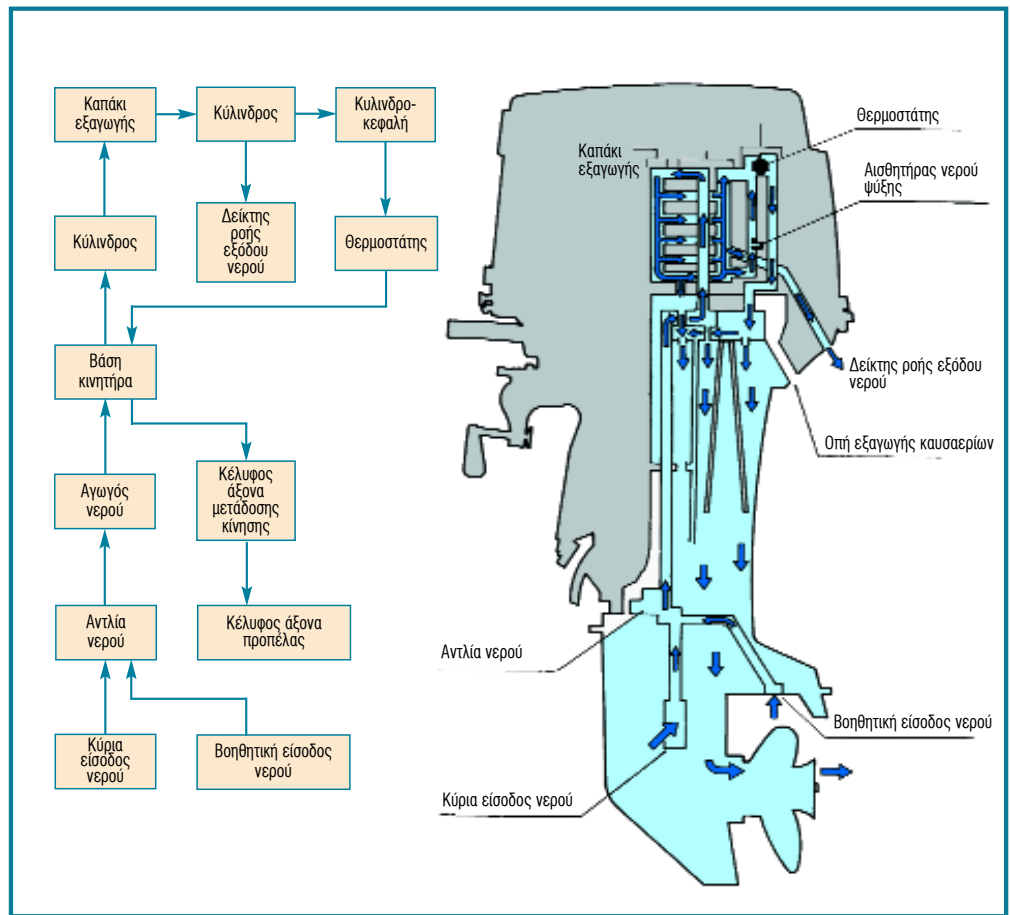 Καπάκι
εξαγωγής
Κύλινδρος
Κυλινδρο-
κεφαλή
Κύλινδρος
Δείκτης
ροής
εξόδου
νερού
Θερμοστάτης
Βάση
κινητήρα
Αγωγός
νερού
Κέλυφος
άξονα
μετάδοσης
κίνησης
Αντλία
νερού
Κέλυφος άξονα
προπέλας
Κύρια
είσοδος
νερού
Βοηθητική είσοδος
νερού
Θερμοστάτης
Καπάκι
εξαγωγής
Αισθητήρας νερού
ψύξης
Δείκτης ροής εξόδου
νερού
Οπή εξαγωγής καυσαερίων
Αντλία νερού
Βοηθητική είσοδος νερού
Κύρια είσοδος νερού